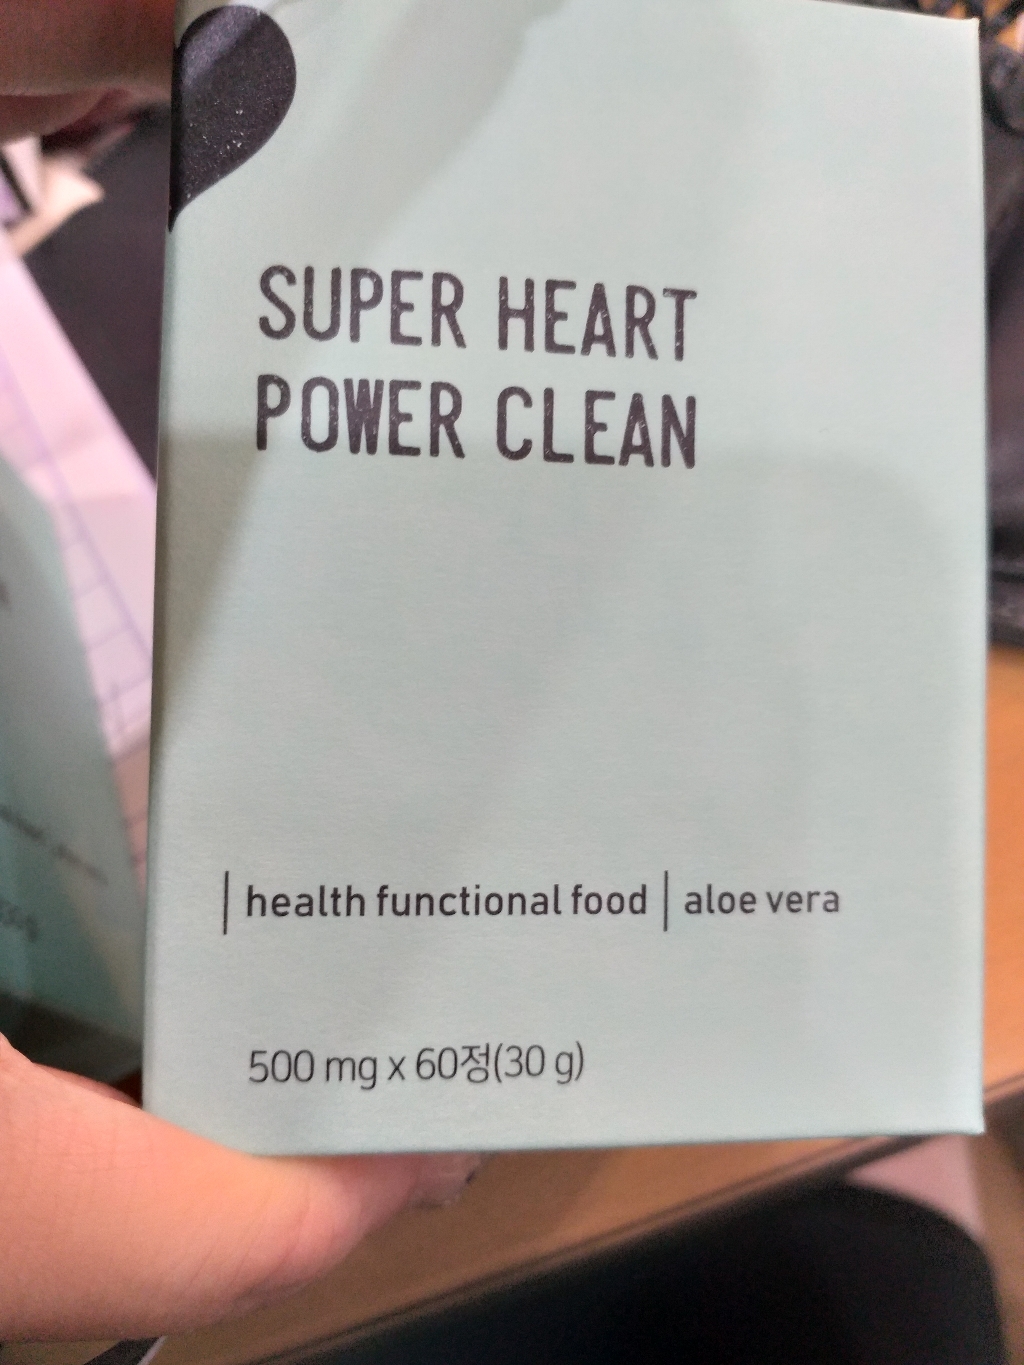 SUPER HEART
POWER CLEAN
health functional food | aloe vera
500 mg x 60정(30 g)